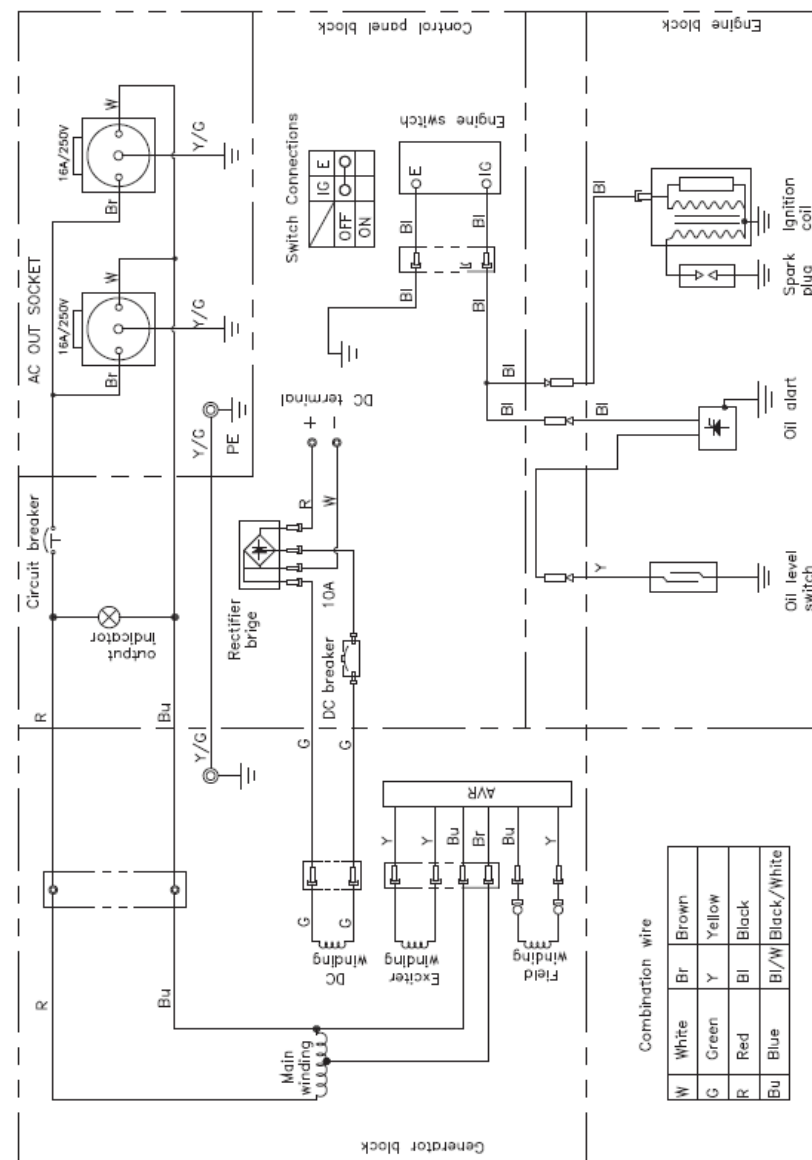 Generator block
Control panel block
Engine block
AC OUT SOCKET
16A/250V
16A/250V
Br
W
Y/G
Br
W
Y/G
Circuit breaker
output
indicator
R
Bu
R
Bu
Y/G
Y/G
PE
Main
winding
DC
winding
G
G
G
G
DC breaker
10A
Rectifier
brige
R
W
+
−
DC terminal
Exciter
winding
Field
winding
Y
Y
Bu
Br
Bu
Y
AVR
Switch Connections
IG E
OFF
ON
Engine switch
E
IG
Bl
Bl
Bl
Bl
Bl
Bl
Bl
Bl
Y
Oil level
switch
Oil alart
Spark
plug
Ignition
coil
Combination wire
W White Br Brown
G Green Y Yellow
R Red Bl Black
Bu Blue Bl/W Black/White